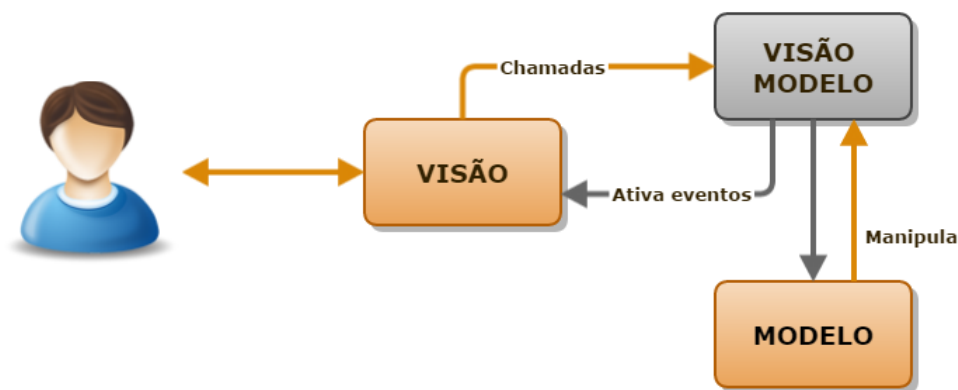 VISÃO
MODELO
Chamadas
VISÃO
Ativa eventos
Manipula
MODELO